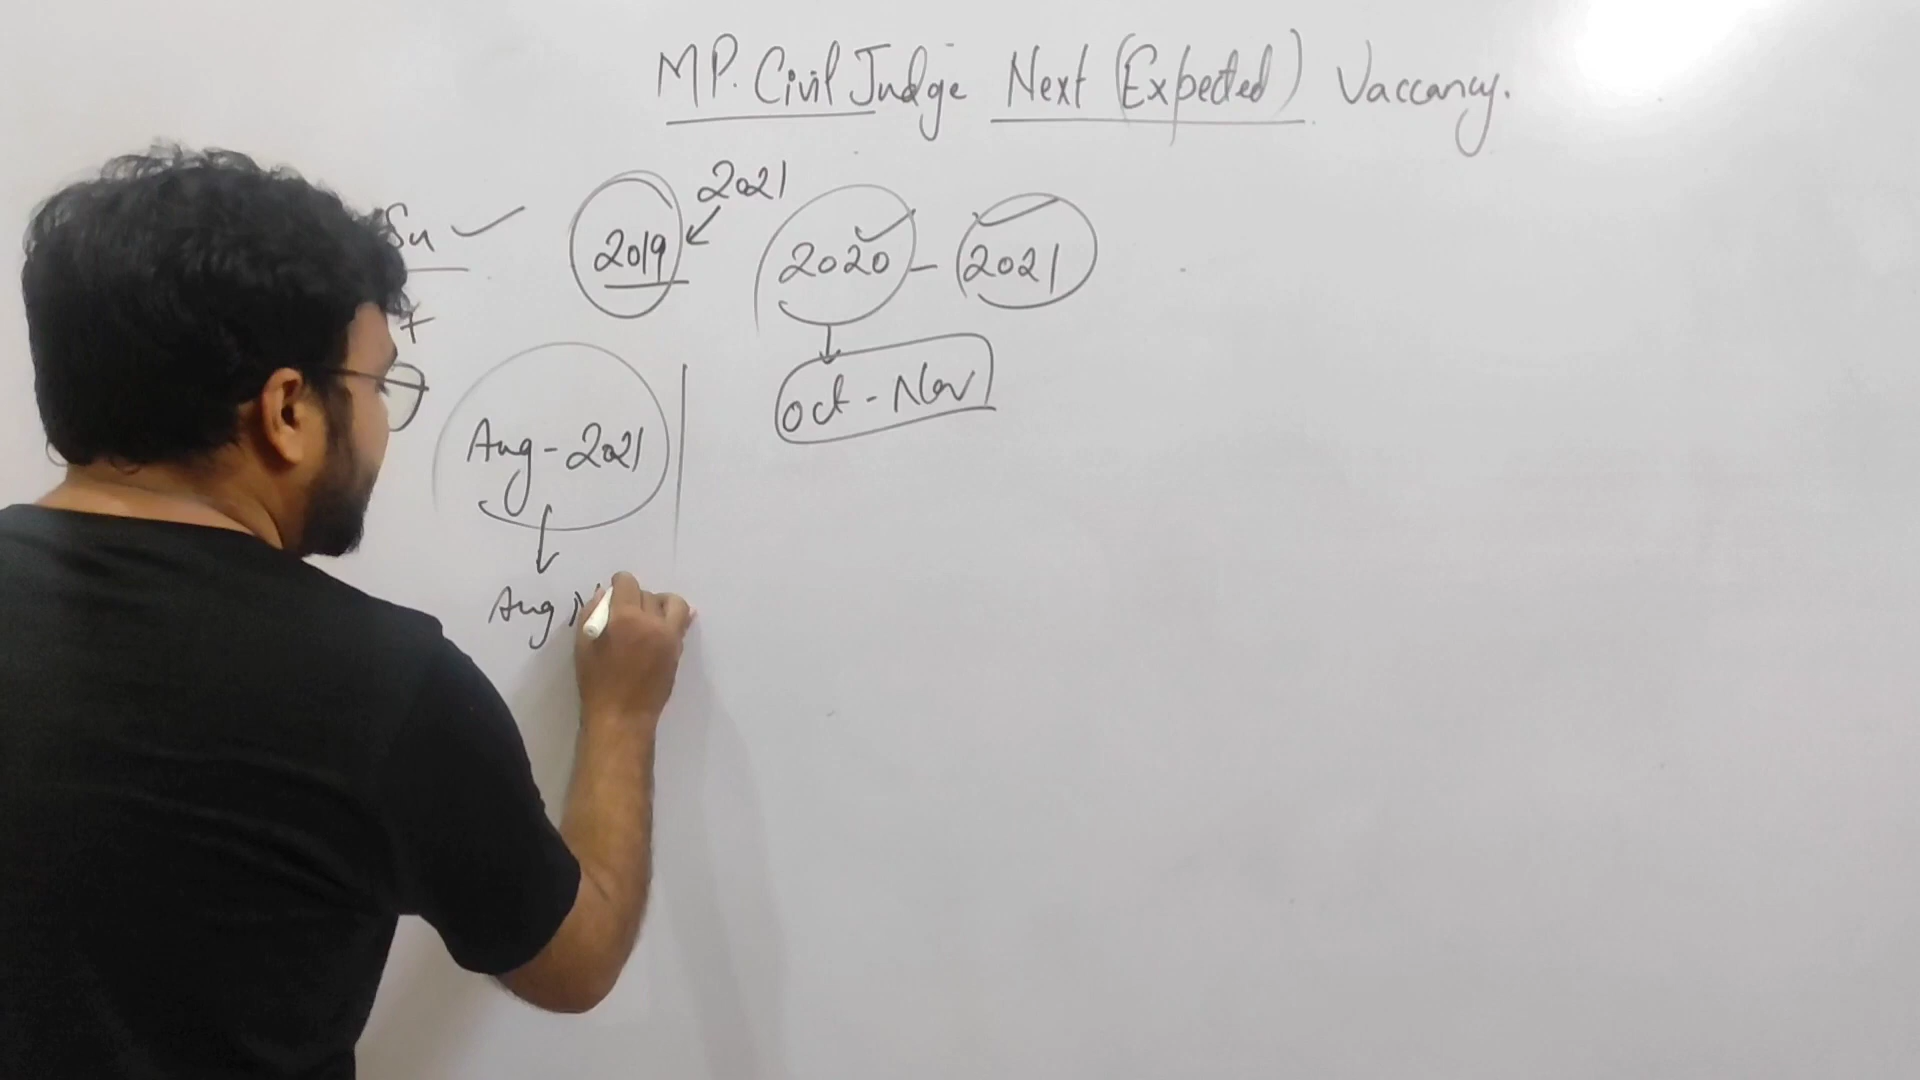 MP. Civil Judge Next (Expected) Vaccancy.
2021
2019 2020 - 2021
Oct - Nov
Aug - 2021
Aug